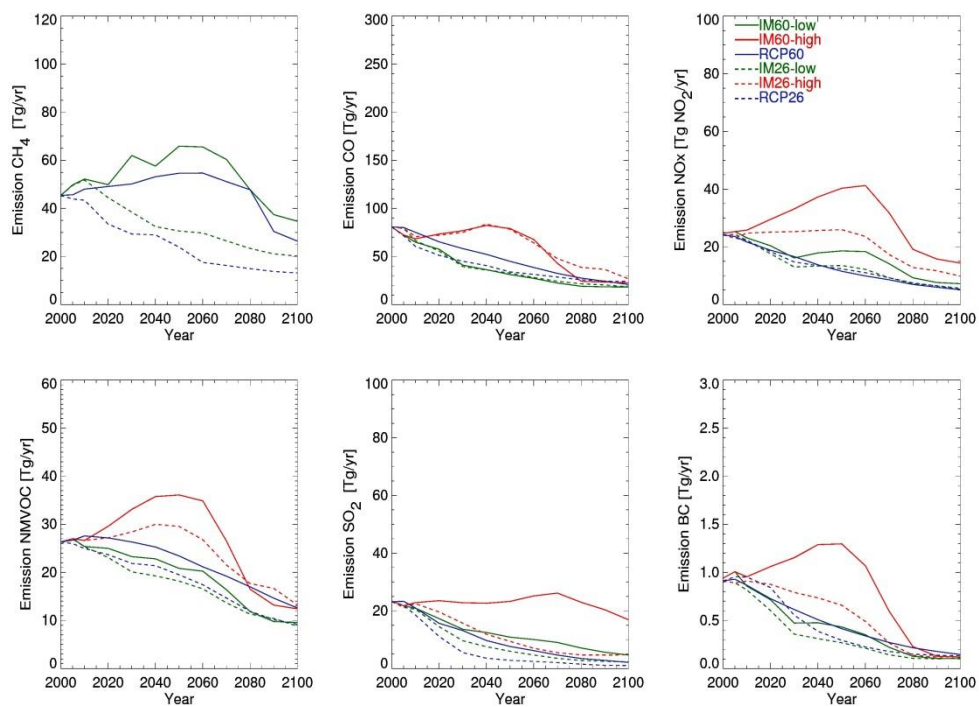 Emission CH4 [Tg/yr]
120
100
80
60
40
20
0
2000 2020 2040 2060 2080 2100
Year
Emission CO [Tg/yr]
300
250
200
150
100
50
0
2000 2020 2040 2060 2080 2100
Year
Emission NOx [Tg NO2/yr]
100
80
60
40
20
0
IM60-low
IM60-high
RCP60
IM26-low
IM26-high
RCP26
2000 2020 2040 2060 2080 2100
Year
Emission NMVOC [Tg/yr]
60
50
40
30
20
10
0
2000 2020 2040 2060 2080 2100
Year
Emission SO2 [Tg/yr]
100
80
60
40
20
0
2000 2020 2040 2060 2080 2100
Year
Emission BC [Tg/yr]
3.0
2.5
2.0
1.5
1.0
0.5
0.0
2000 2020 2040 2060 2080 2100
Year